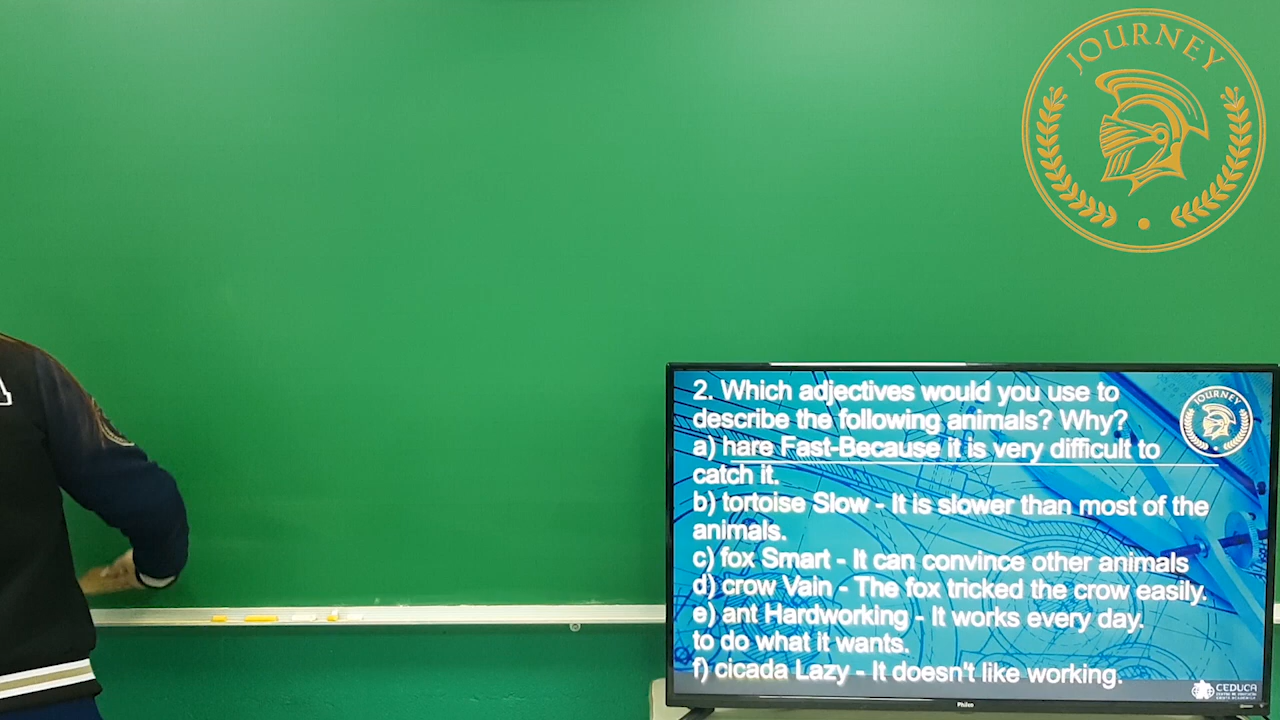 JOURNEY
2. Which adjectives would you use to
describe the following animals? Why?
a) hare Fast-Because it is very difficult to
catch it.
b) tortoise Slow - It is slower than most of the
animals.
c) fox Smart - It can convince other animals
d) crow Vain - The fox tricked the crow easily.
e) ant Hardworking - It works every day.
to do what it wants.
f) cicada Lazy - It doesn't like working.
JOURNEY
CEDUCA
Philco